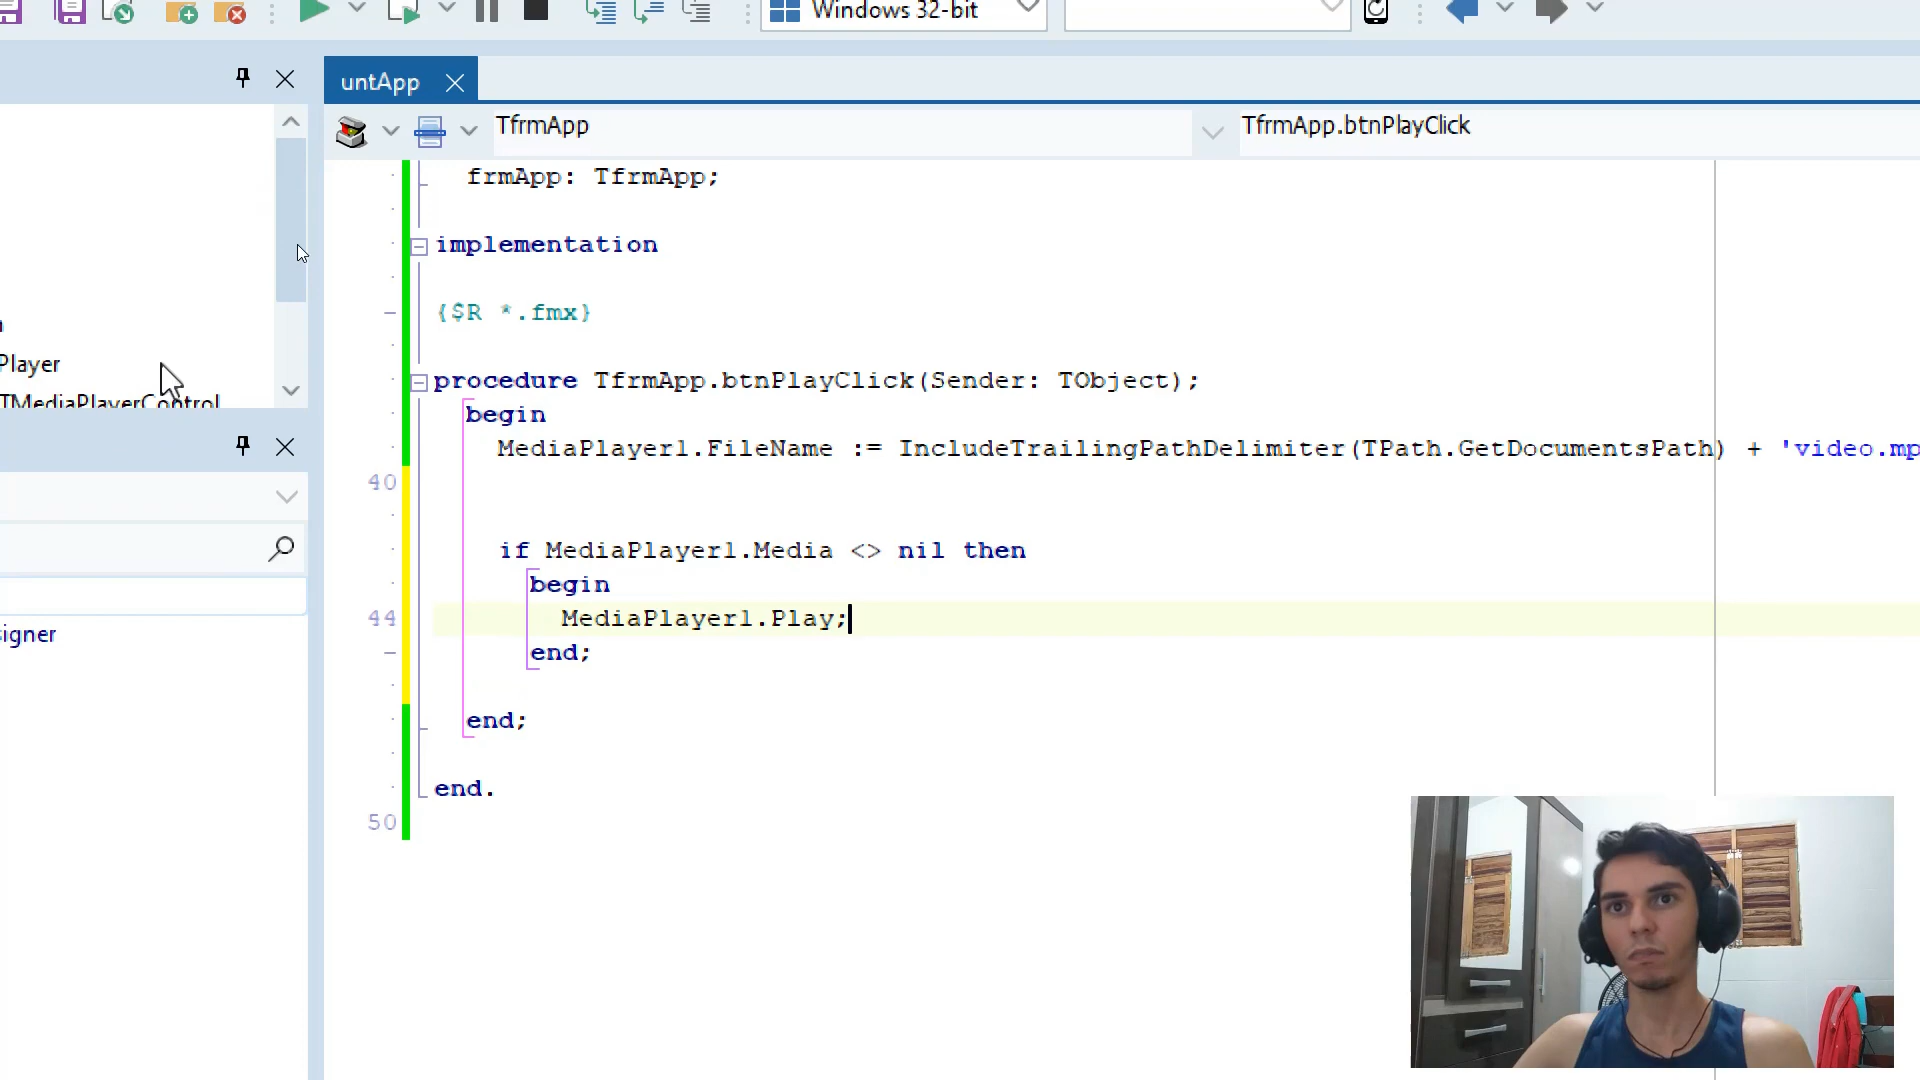 Windows 32-bit
untApp
TfrmApp
TfrmApp.btnPlayClick
frmApp: TfrmApp;
implementation
{$R *.fmx}
Player
TMediaPlayerControl
procedure TfrmApp.btnPlayClick(Sender: TObject);
begin
MediaPlayer1.FileName := IncludeTrailingPathDelimiter(TPath.GetDocumentsPath) + 'video.mp
40
if MediaPlayer1.Media <> nil then
begin
44 MediaPlayer1.Play;
igner
end;
end;
end.
50